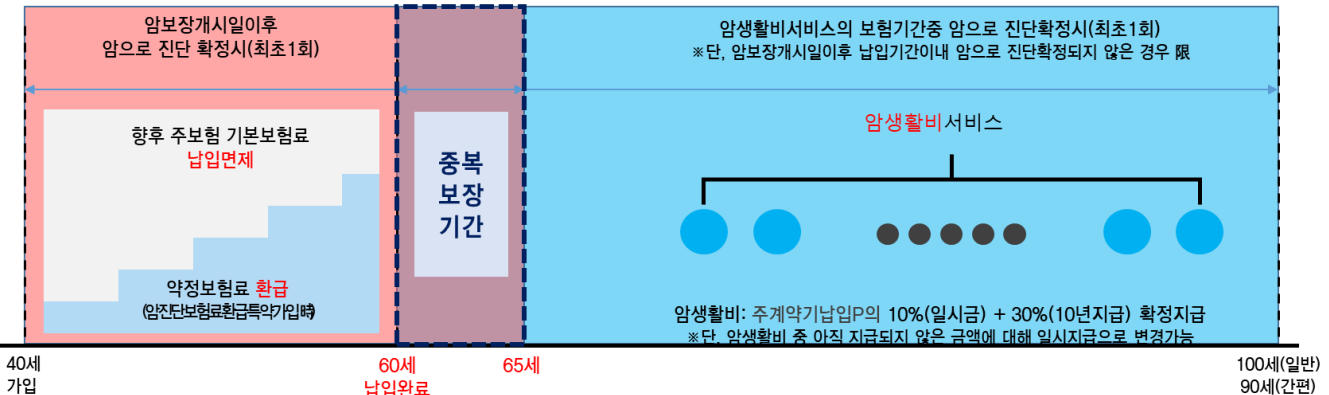 암보장개시일이후
암으로 진단 확정시(최초1회)
향후 주보험 기본보험료
납입면제
약정보험료 환급
(암진단보험료환급특약가입時)
중복
보장
기간
암생활비서비스의 보험기간중 암으로 진단확정시(최초1회)
※단, 암보장개시일이후 납입기간이내 암으로 진단확정되지 않은 경우 限
암생활비서비스
암생활비: 주계약기납입P의 10%(일시금) + 30%(10년지급) 확정지급
※단, 암생활비 중 아직 지급되지 않은 금액에 대해 일시지급으로 변경가능
40세
가입
60세
납입완료
65세
100세(일반)
90세(간편)